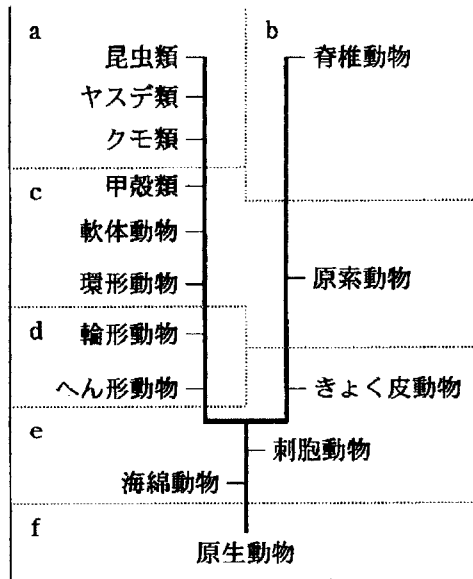 a
b
昆虫類
脊椎動物
ヤスデ類
クモ類
c
甲殻類
軟体動物
環形動物
原索動物
d
輪形動物
へん形動物
きょく皮動物
e
刺胞動物
海綿動物
f
原生動物